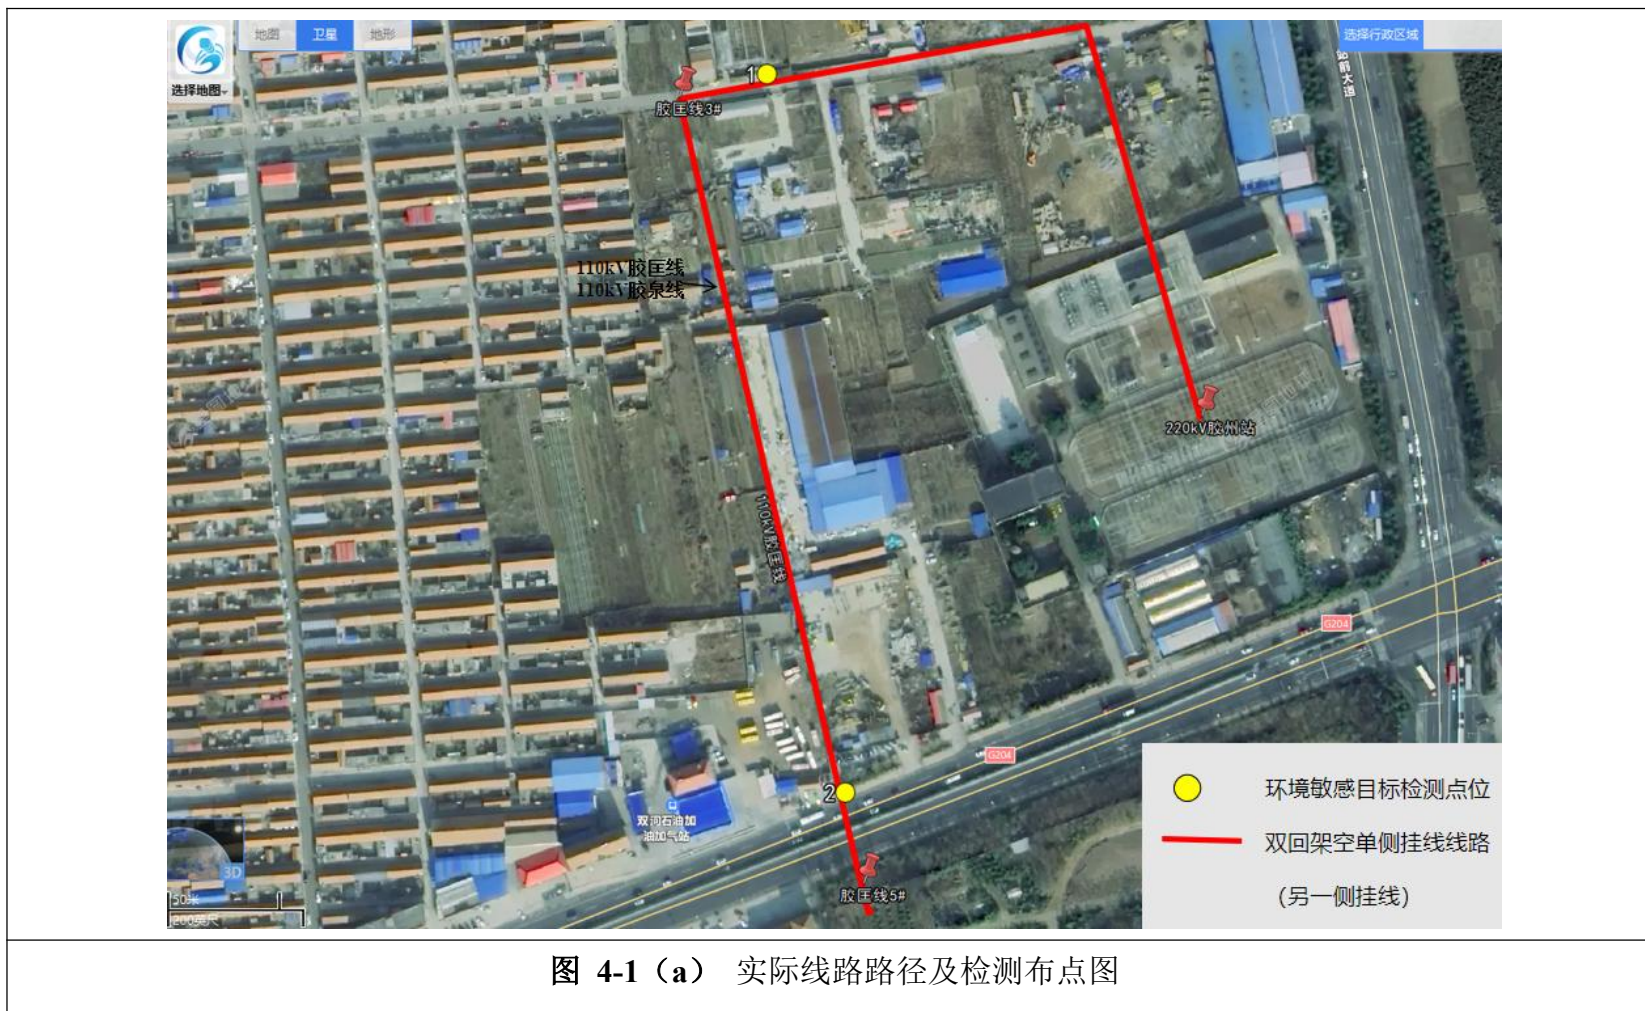 地图 卫星 地形
选择地图
选择行政区域
站前大道
1
胶匡线3#
110kV胶匡线
110kV胶泉线
220kV胶州站
110kV胶匡线
G204
G204
2
双河石油加
油加气站
胶匡线5#
3D
50米
200英尺
环境敏感目标检测点位
双回架空单侧挂线线路
(另一侧挂线)
图 4-1（a） 实际线路路径及检测布点图